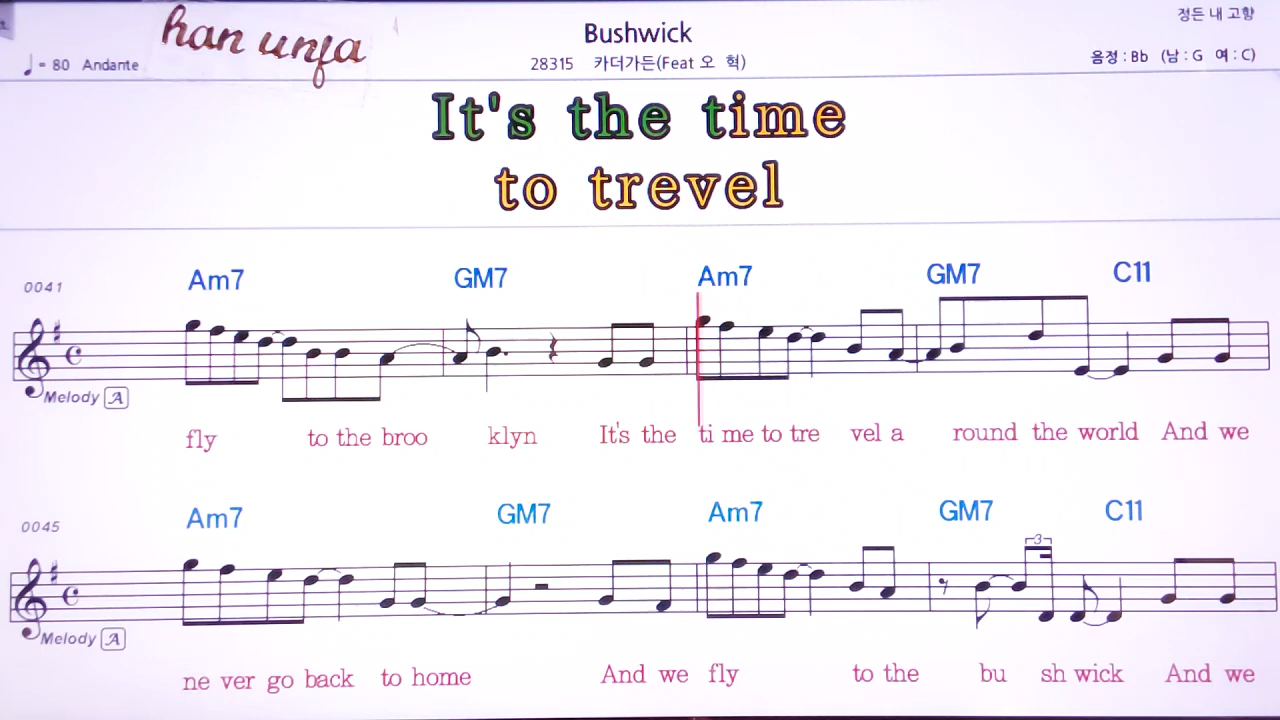 정든 내 고향
han unja
Bushwick
♩= 80 Andante
28315 카더가든(Feat 오 혁)
음정 : Bb (남 : G 여 : C)
It's the time
to trevel
0041 Am7 GM7 Am7 GM7 C11
Melody A
fly to the broo klyn It's the ti me to tre vel a round the world And we
0045 Am7 GM7 Am7 GM7 C11
3
Melody A
ne ver go back to home And we fly to the bu sh wick And we